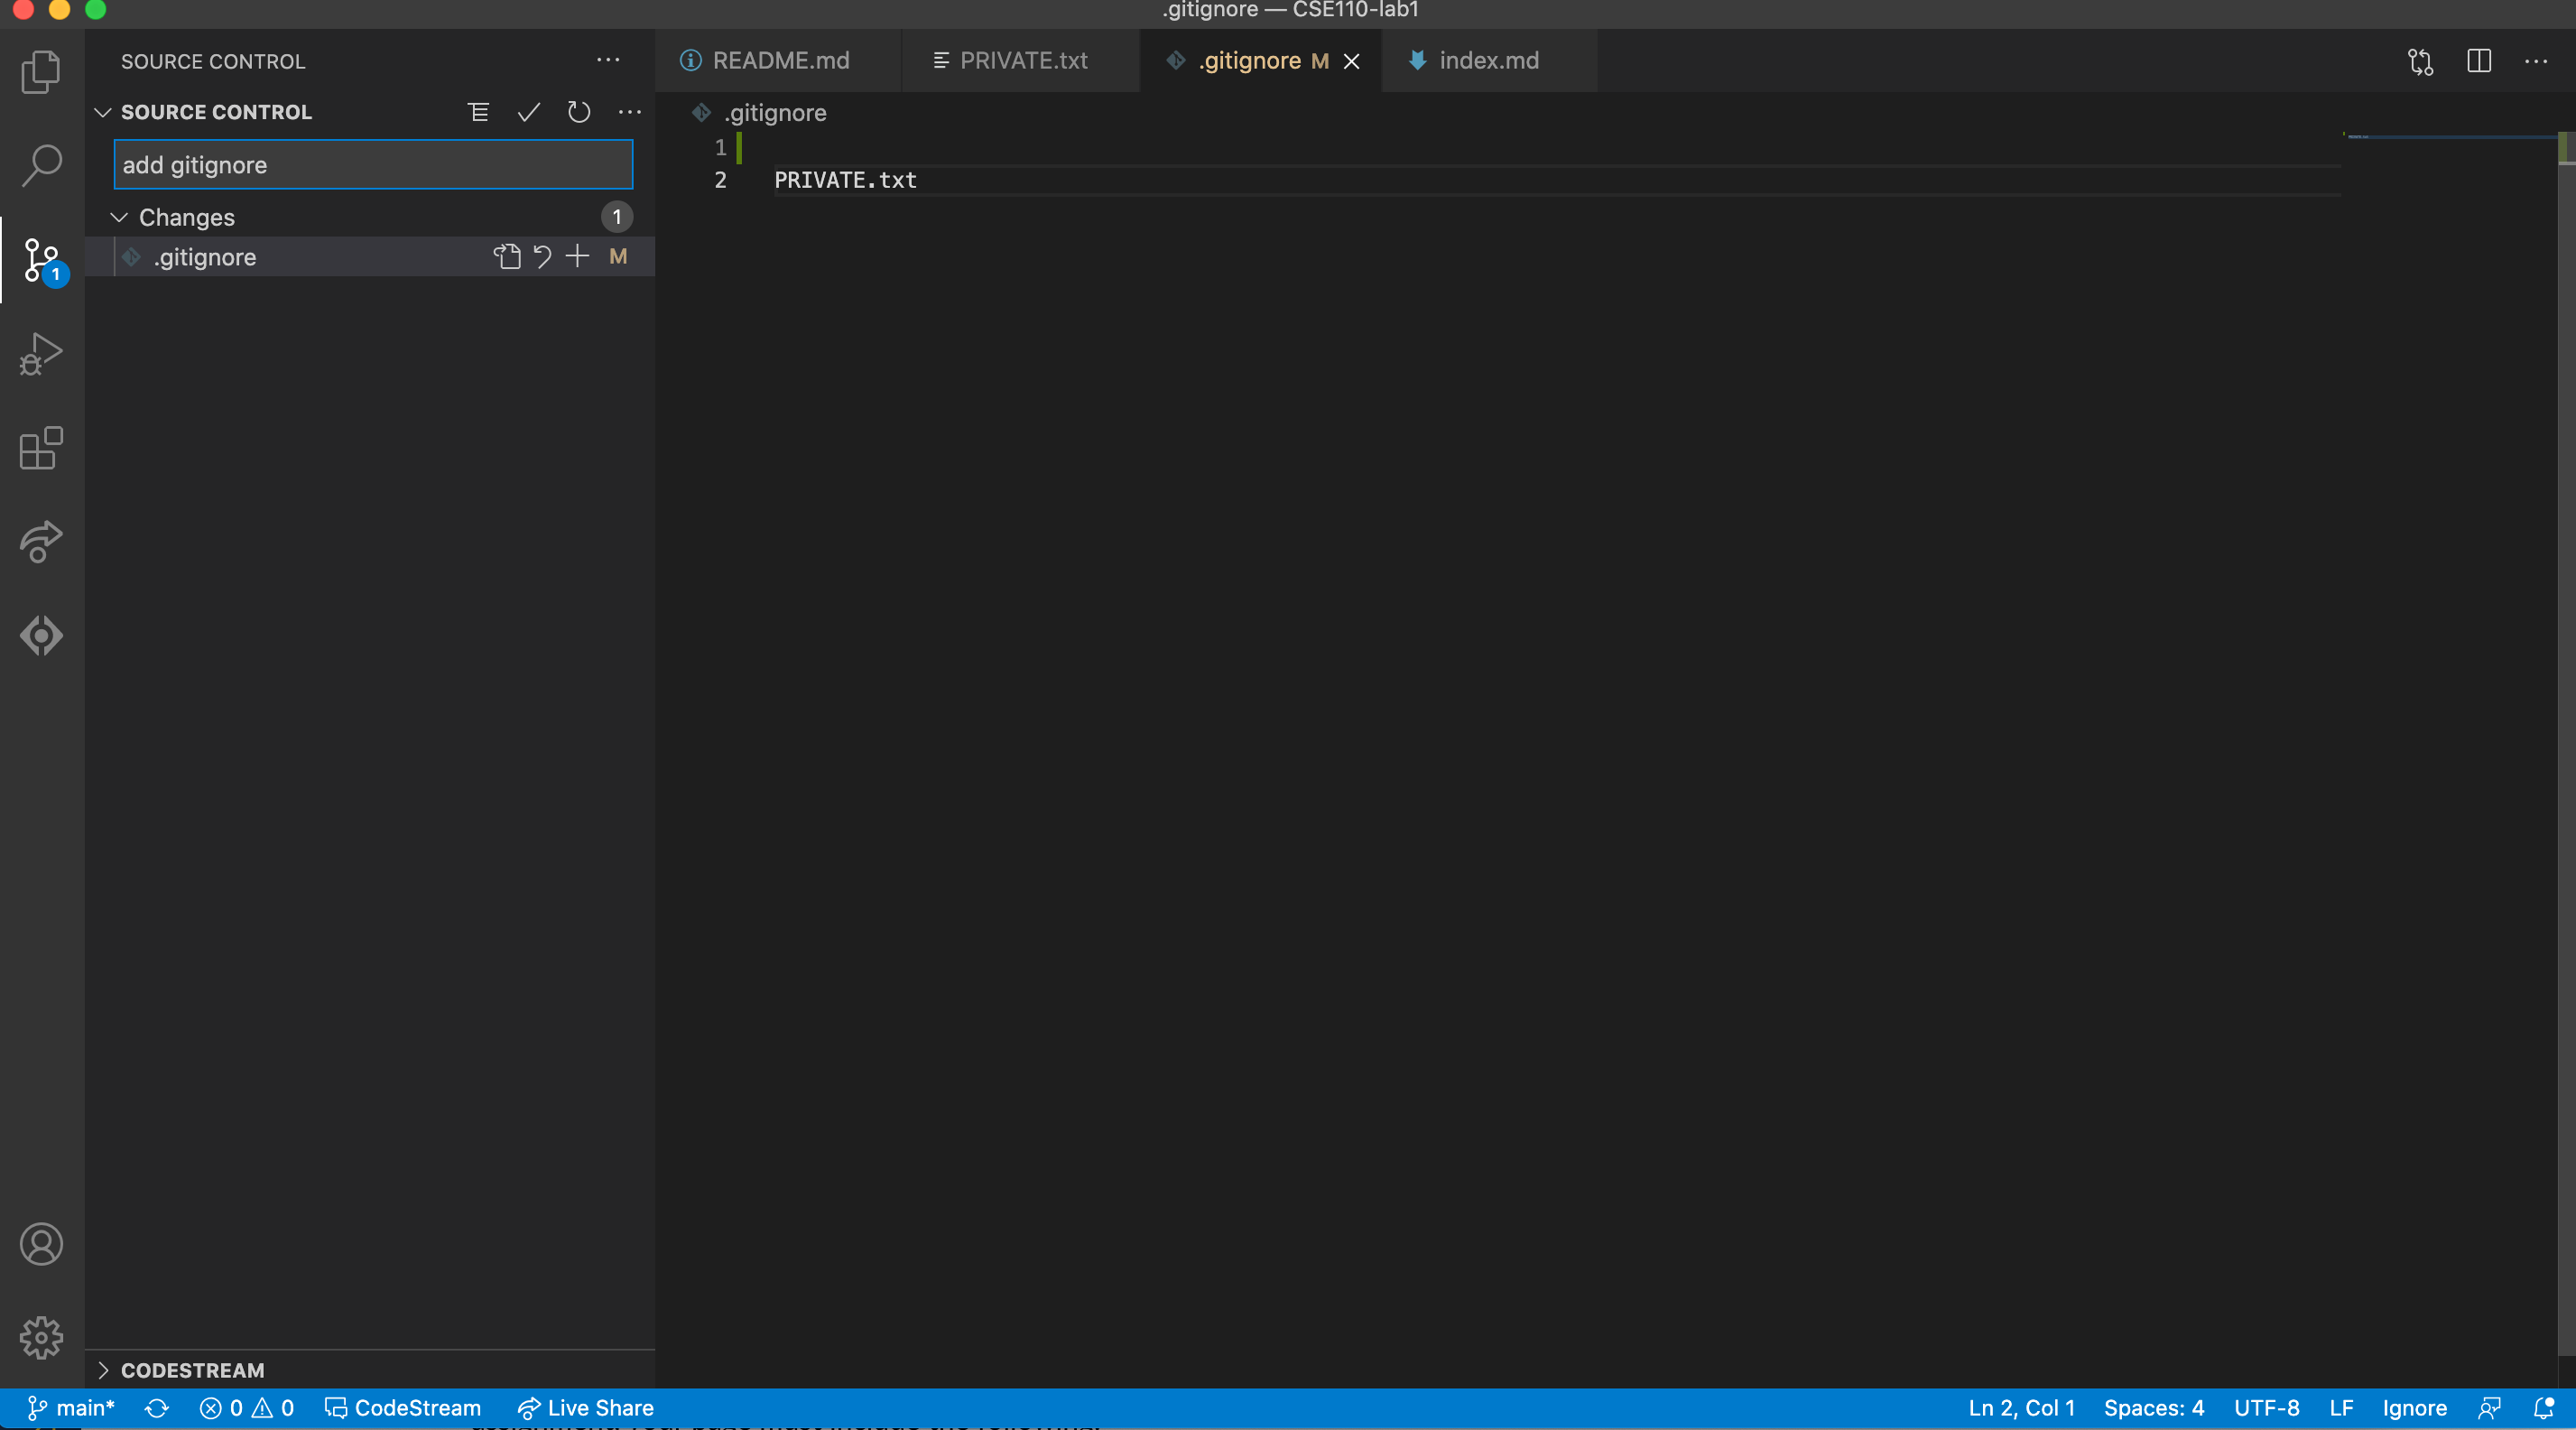 .gitignore — CSE110-lab1
SOURCE CONTROL
README.md
PRIVATE.txt
.gitignore M
index.md
SOURCE CONTROL
.gitignore
add gitignore
1
2 PRIVATE.txt
Changes 1
.gitignore M
1
CODESTREAM
main* 0 0 CodeStream Live Share Ln 2, Col 1 Spaces: 4 UTF-8 LF Ignore